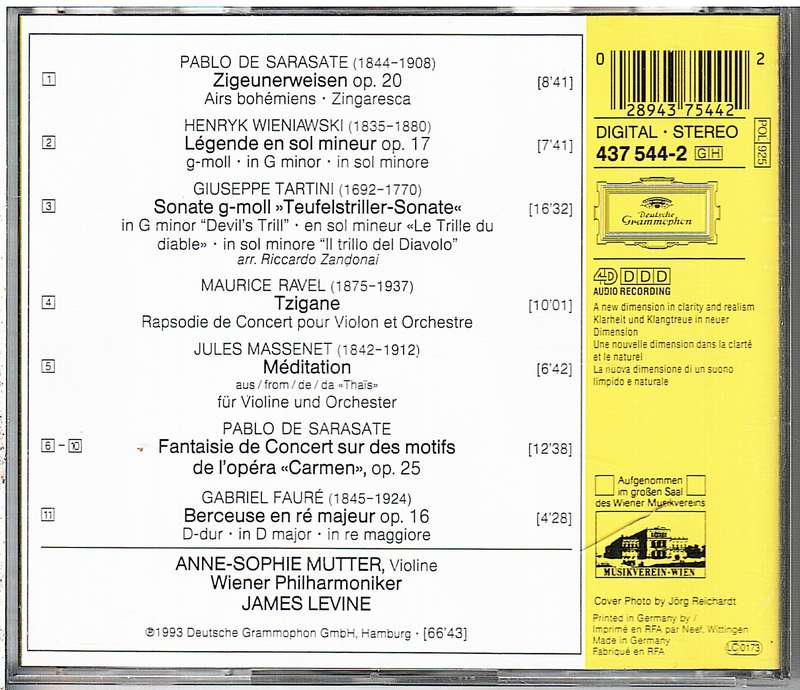 PABLO DE SARASATE (1844-1908)
1 Zigeunerweisen op. 20 [8'41]
Airs bohémiens · Zingaresca
HENRYK WIENIAWSKI (1835-1880)
2 Légende en sol mineur op. 17 [7'41]
g-moll · in G minor · in sol minore
GIUSEPPE TARTINI (1692-1770)
3 Sonate g-moll »Teufelstriller-Sonate« [16'32]
in G minor “Devil's Trill” · en sol mineur «Le Trille du
diable» · in sol minore “Il trillo del Diavolo”
arr. Riccardo Zandonai
MAURICE RAVEL (1875-1937)
4 Tzigane [10'01]
Rapsodie de Concert pour Violon et Orchestre
JULES MASSENET (1842-1912)
5 Méditation [6'42]
aus / from / de / da «Thaïs»
für Violine und Orchester
PABLO DE SARASATE
6 - 10 Fantaisie de Concert sur des motifs [12'38]
de l'opéra «Carmen», op. 25
GABRIEL FAURÉ (1845-1924)
11 Berceuse en ré majeur op. 16 [4'28]
D-dur · in D major · in re maggiore
ANNE-SOPHIE MUTTER, Violine
Wiener Philharmoniker
JAMES LEVINE
℗1993 Deutsche Grammophon GmbH, Hamburg · [66'43]
0 28943 75442 2
DIGITAL · STEREO
437 544-2 GH
POL 925
Deutsche
Grammophon
4D DDD
AUDIO RECORDING
A new dimension in clarity and realism
Klarheit und Klangtreue in neuer
Dimension
Une nouvelle dimension dans la clarté
et le naturel
La nuova dimensione di un suono
limpido e naturale
Aufgenommen
im großen Saal
des Wiener Musikvereins
MUSIKVEREIN-WIEN
Cover Photo by Jörg Reichardt
Printed in Germany by /
Imprimé en RFA par Neef, Wittingen
Made in Germany
Fabriqué en RFA
LC 0173